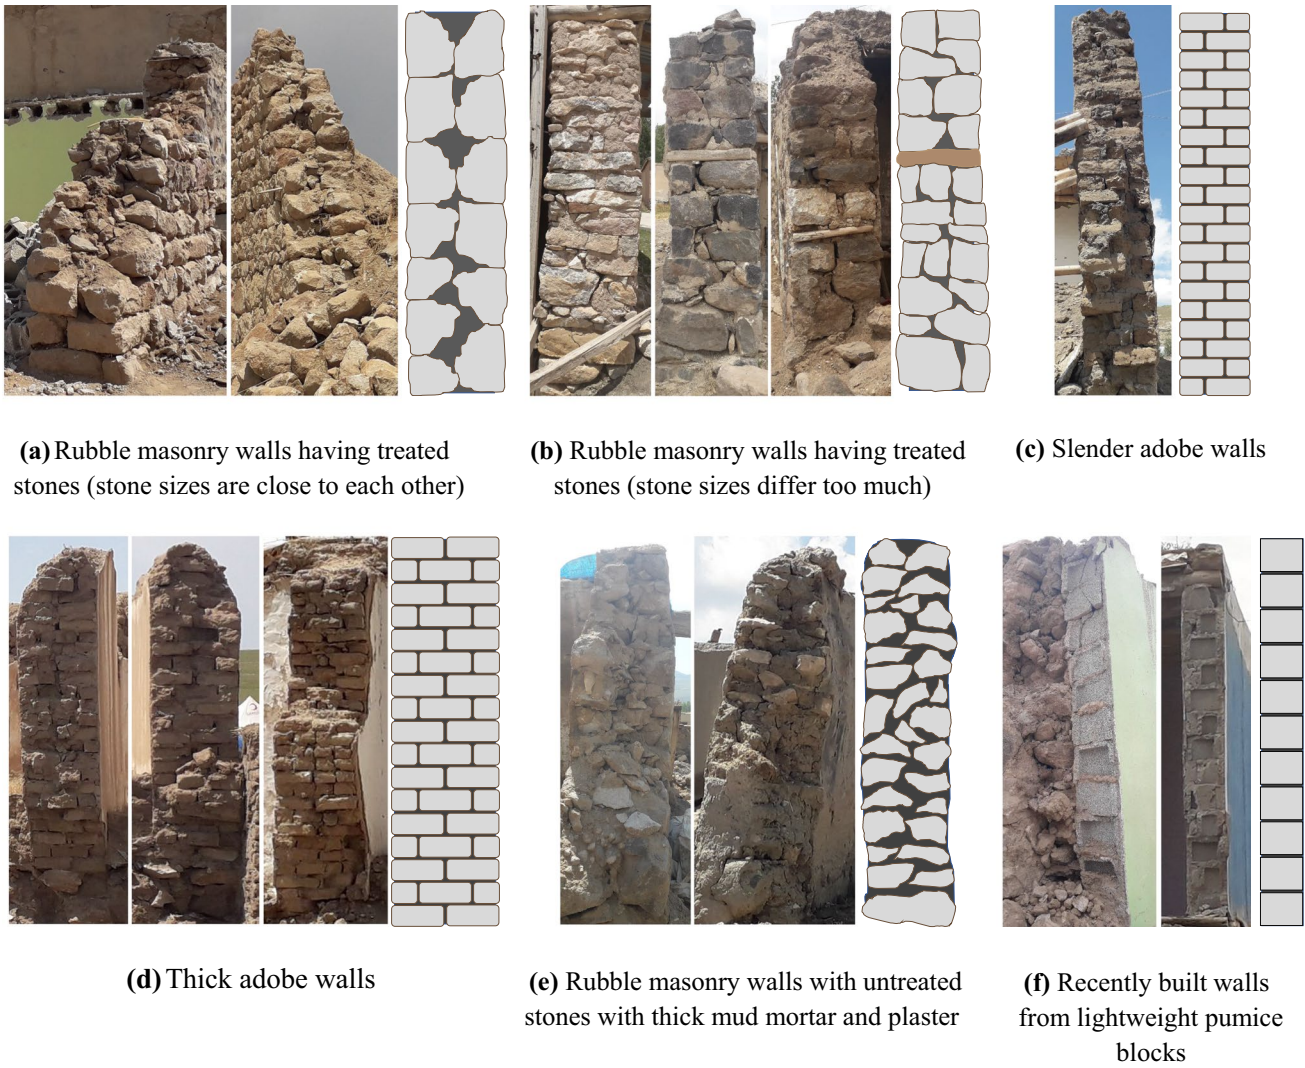 (a) Rubble masonry walls having treated
stones (stone sizes are close to each other)
(b) Rubble masonry walls having treated
stones (stone sizes differ too much)
(c) Slender adobe walls
(d) Thick adobe walls
(e) Rubble masonry walls with untreated
stones with thick mud mortar and plaster
(f) Recently built walls
from lightweight pumice
blocks